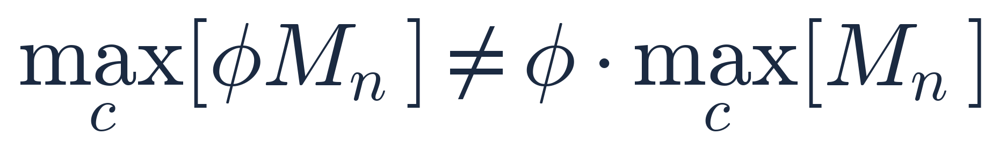 max_c[ϕM_n] ≠ ϕ · max_c[M_n]